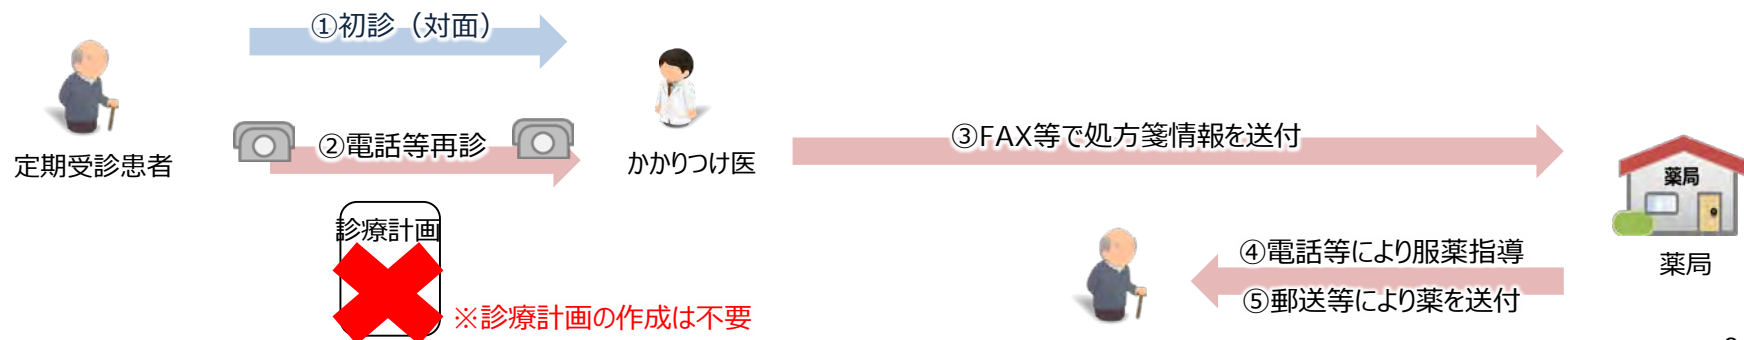 ①初診（対面）
定期受診患者
②電話等再診
かかりつけ医
③FAX等で処方箋情報を送付
薬局
薬局
診療計画
※診療計画の作成は不要
④電話等により服薬指導
⑤郵送等により薬を送付